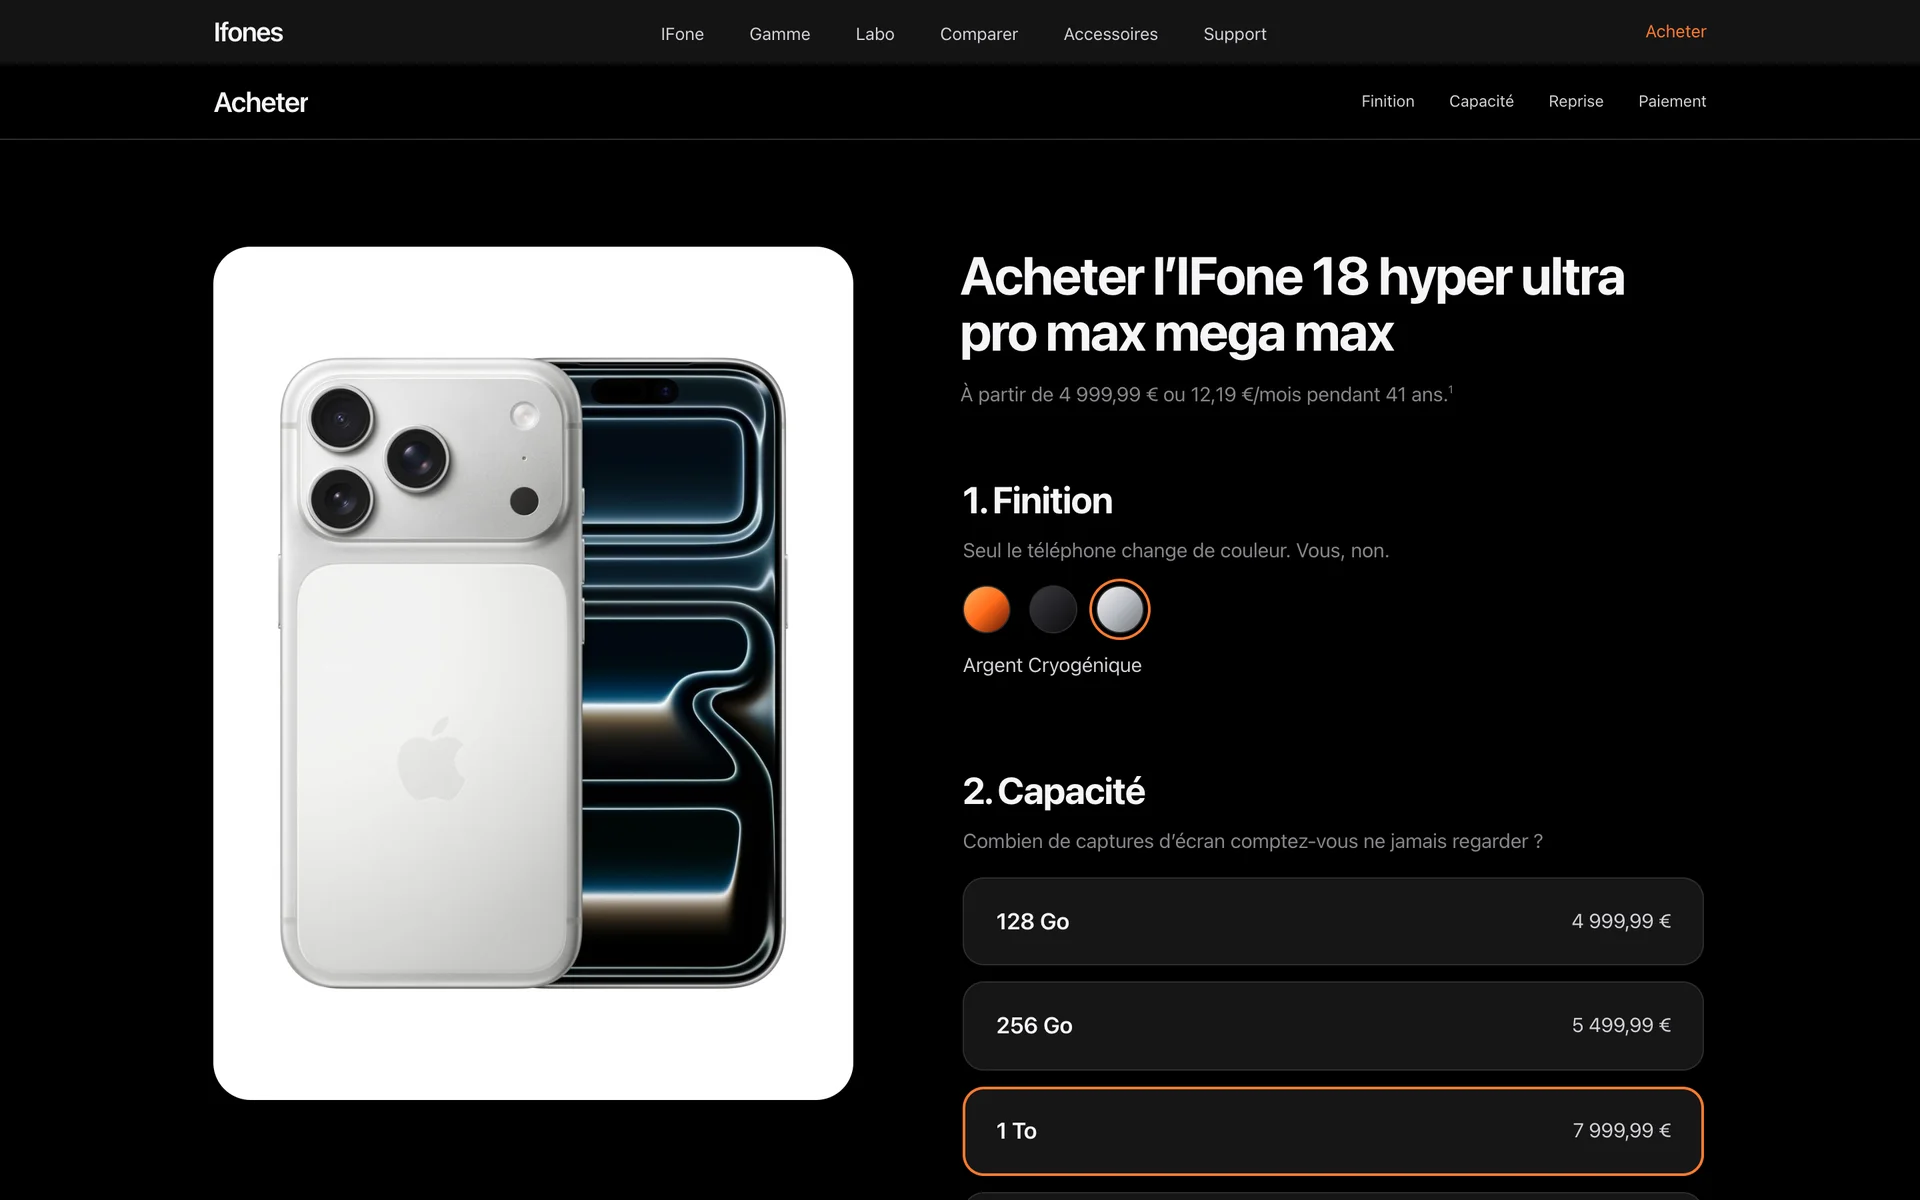 Ifones
IFone
Gamme
Labo
Comparer
Accessoires
Support
Acheter
Acheter
Finition
Capacité
Reprise
Paiement
Acheter l’IFone 18 hyper ultra
pro max mega max
À partir de 4 999,99 € ou 12,19 €/mois pendant 41 ans.¹
1. Finition
Seul le téléphone change de couleur. Vous, non.
Argent Cryogénique
2. Capacité
Combien de captures d’écran comptez-vous ne jamais regarder ?
128 Go
4 999,99 €
256 Go
5 499,99 €
1 To
7 999,99 €